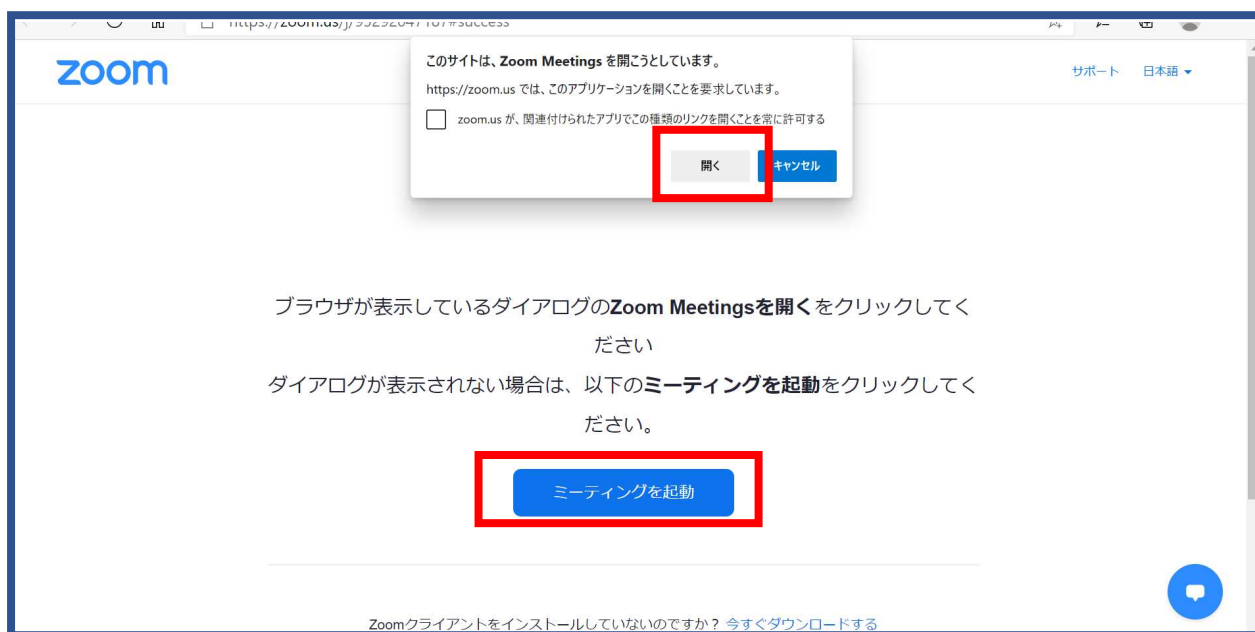 zoom
サポート 日本語
このサイトは、Zoom Meetings を開こうとしています。
https://zoom.us では、このアプリケーションを開くことを要求しています。
zoom.us が、関連付けられたアプリでこの種類のリンクを開くことを常に許可する
開く キャンセル
ブラウザが表示しているダイアログのZoom Meetingsを開くをクリックしてく
ださい
ダイアログが表示されない場合は、以下のミーティングを起動をクリックしてく
ださい。
ミーティングを起動
Zoomクライアントをインストールしていないのですか？ 今すぐダウンロードする